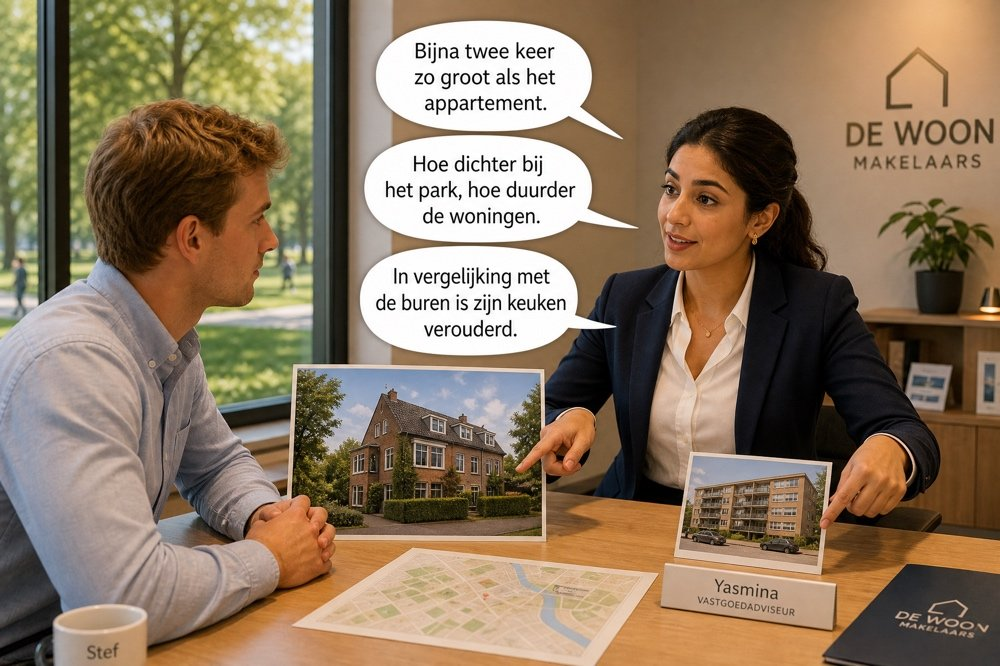 Bijna twee keer
zo groot als het
appartement.
Hoe dichter bij
het park, hoe duurder
de woningen.
In vergelijking met
de buren is zijn keuken
verouderd.
DE WOON
MAKELAARS
Yasmina
VASTGOEDADVISEUR
DE WOON
MAKELAARS
Stef